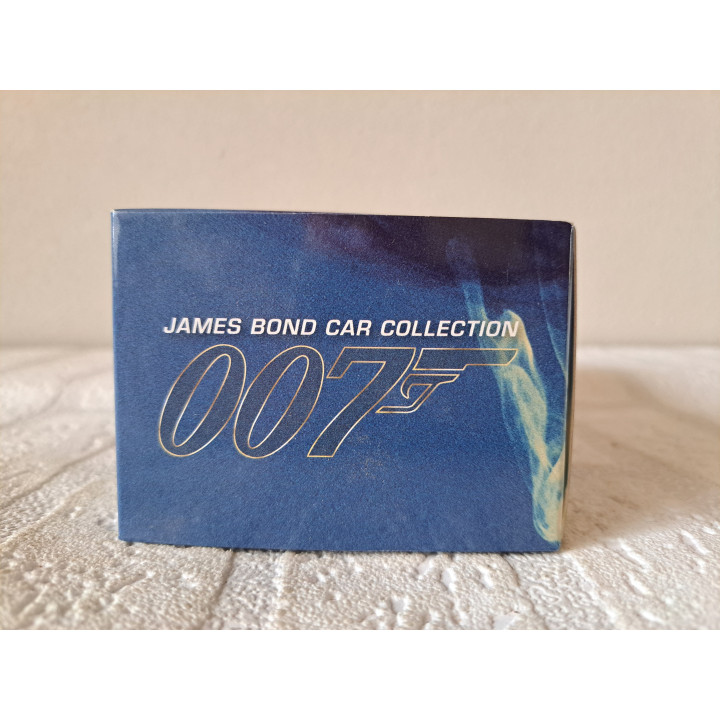 JAMES BOND CAR COLLECTION
007